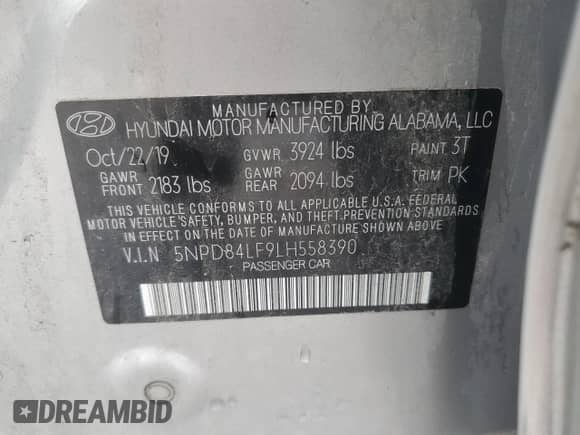 MANUFACTURED BY
HYUNDAI MOTOR MANUFACTURING ALABAMA, LLC
Oct/22/19 GVWR 3924 lbs PAINT 3T
GAWR FRONT 2183 lbs GAWR REAR 2094 lbs TRIM PK
THIS VEHICLE CONFORMS TO ALL APPLICABLE U.S.A. FEDERAL
MOTOR VEHICLE SAFETY, BUMPER, AND THEFT PREVENTION STANDARDS
IN EFFECT ON THE DATE OF MANUFACTURE SHOWN ABOVE.
V.I.N 5NPD84LF9LH558390
PASSENGER CAR
DREAMBID